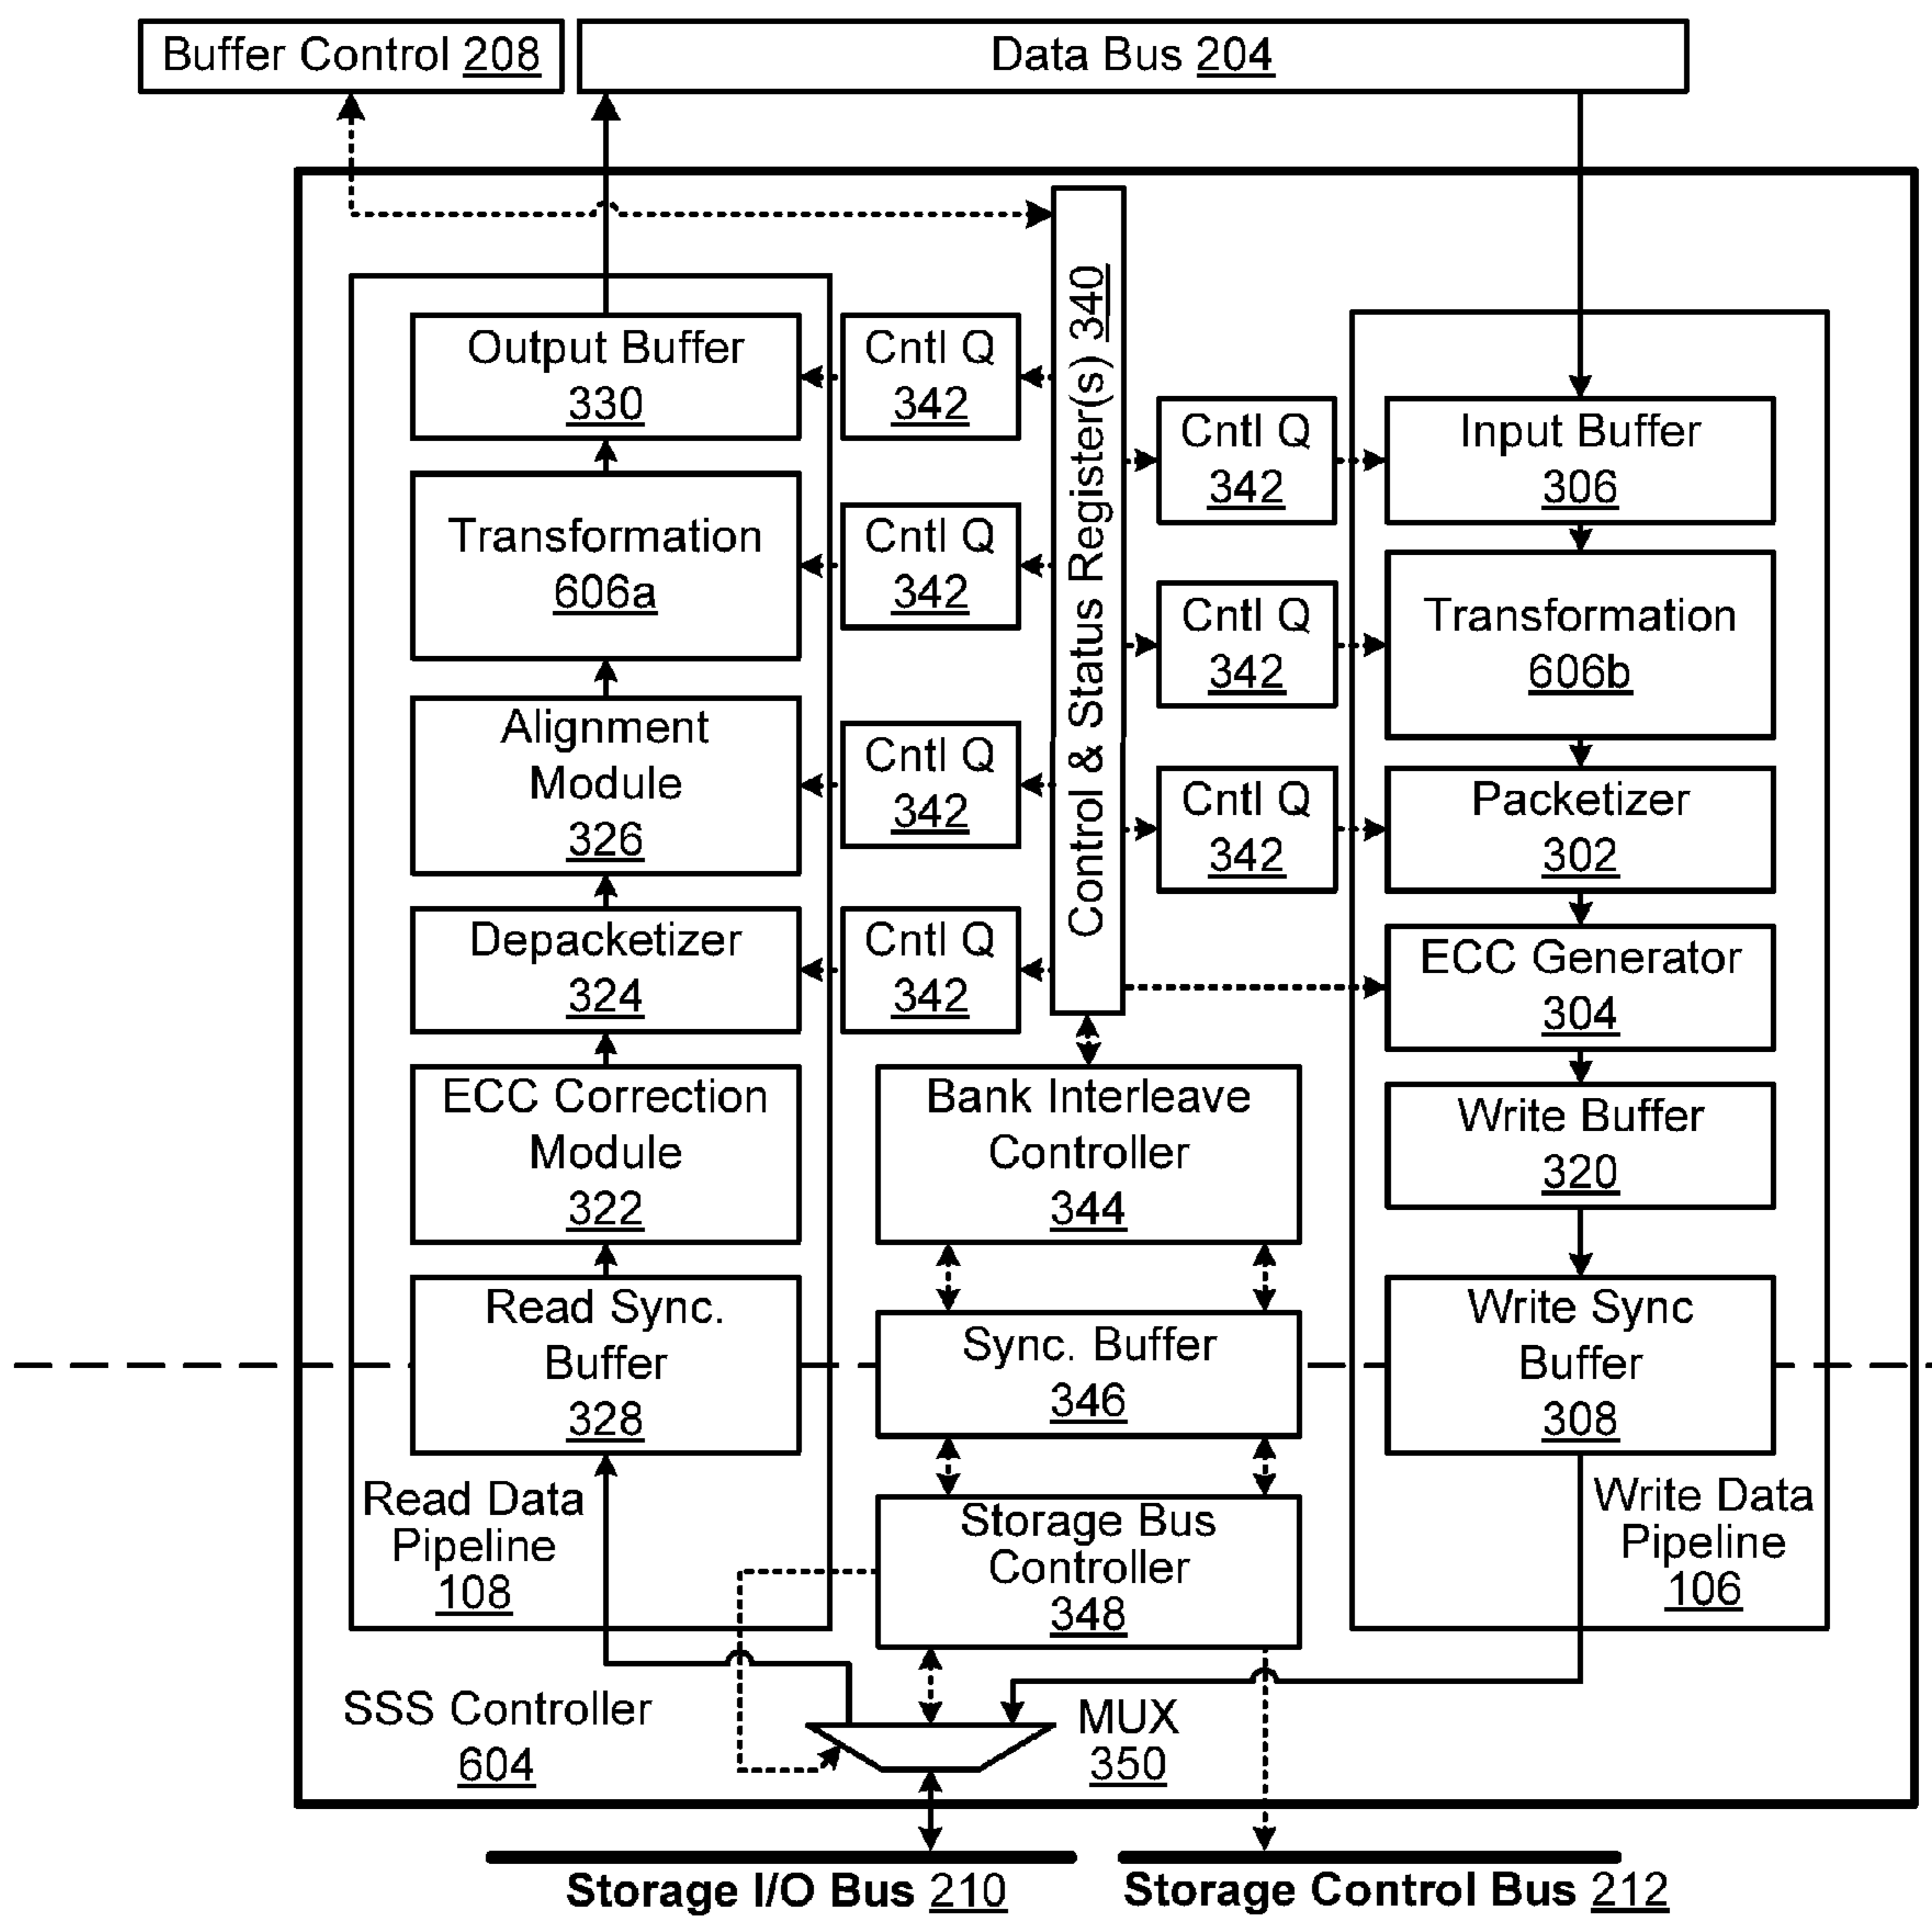 Buffer Control 208
Data Bus 204
Control & Status Register(s) 340
Output Buffer
330
Cntl Q
342
Transformation
606a
Cntl Q
342
Alignment
Module
326
Cntl Q
342
Depacketizer
324
Cntl Q
342
ECC Correction
Module
322
Read Sync.
Buffer
328
Read Data
Pipeline
108
Cntl Q
342
Input Buffer
306
Cntl Q
342
Transformation
606b
Cntl Q
342
Packetizer
302
ECC Generator
304
Write Buffer
320
Write Sync
Buffer
308
Write Data
Pipeline
106
Bank Interleave
Controller
344
Sync. Buffer
346
Storage Bus
Controller
348
SSS Controller
604
MUX
350
Storage I/O Bus 210
Storage Control Bus 212